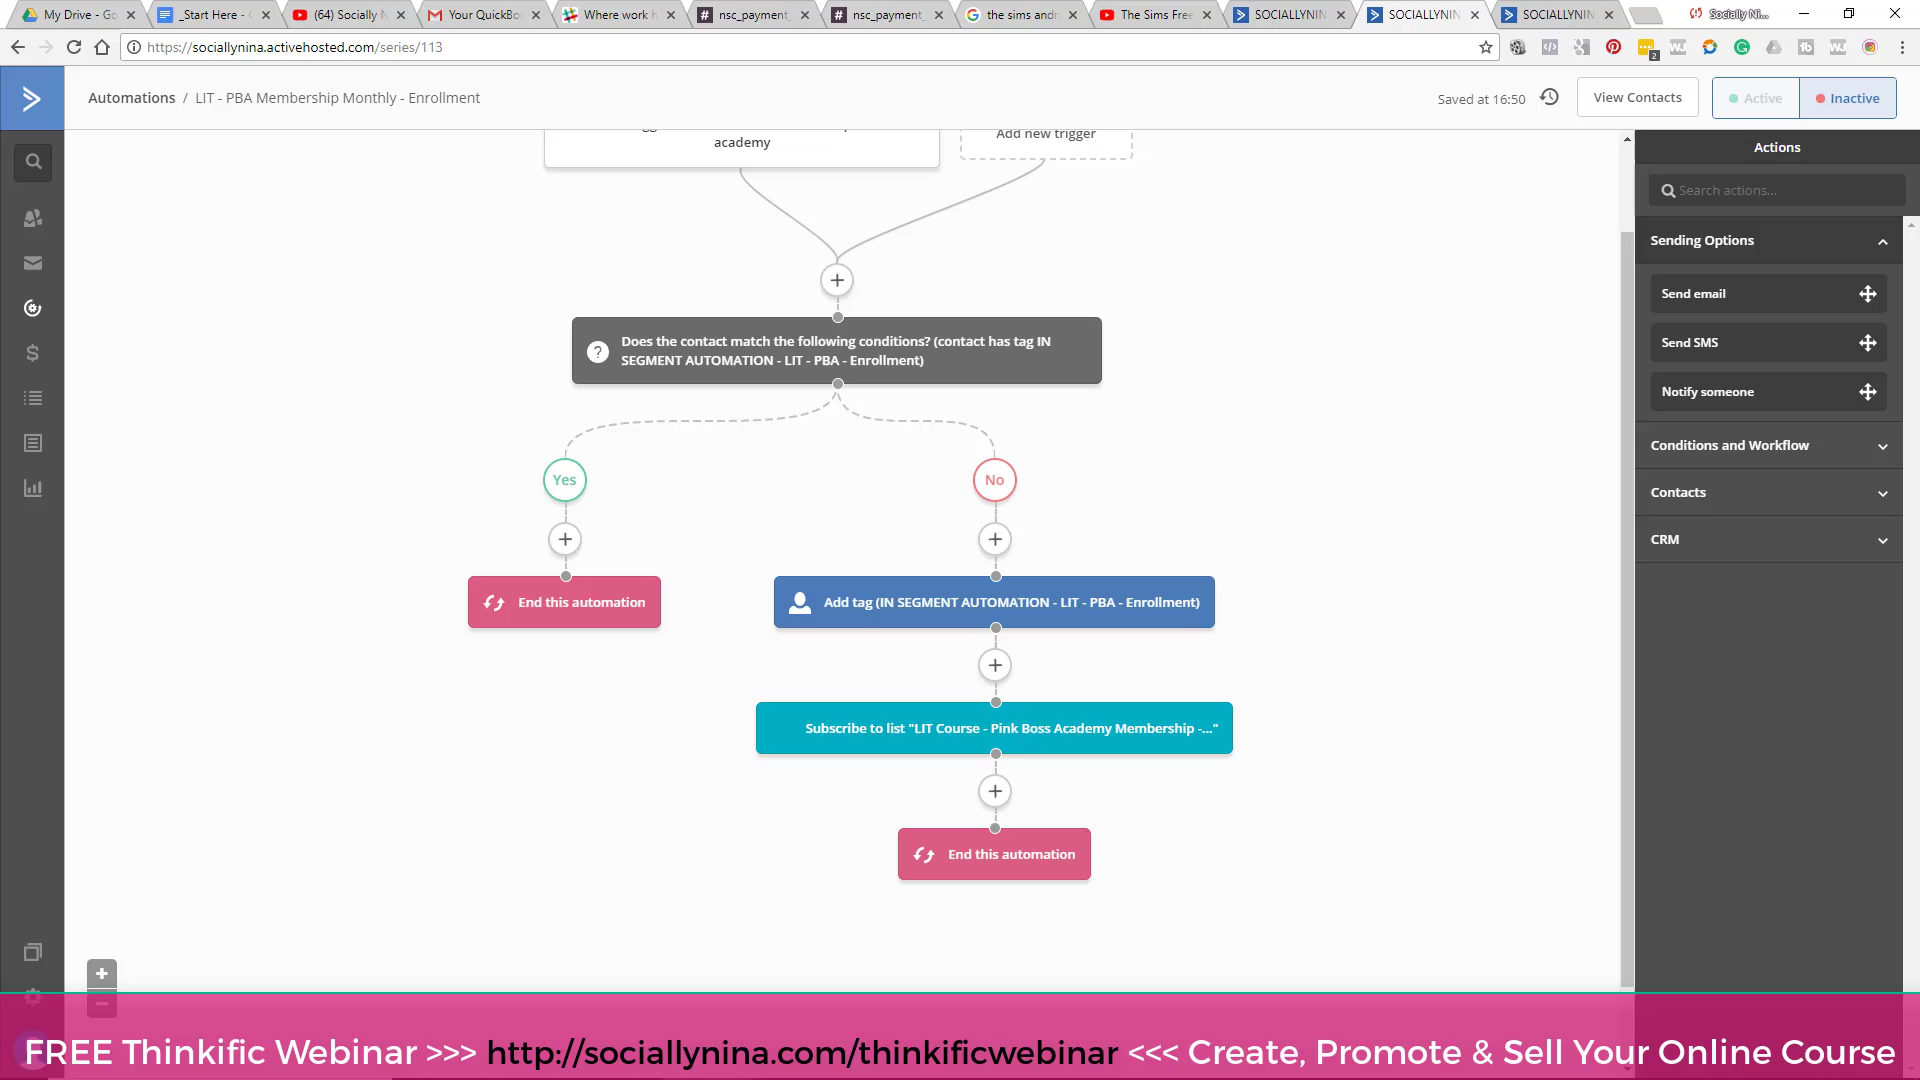 My Drive - Go
_Start Here -
(64) Socially N
Your QuickBo
Where work h
nsc_payment_
nsc_payment_
the sims andr
The Sims Free
SOCIALLYNIN
SOCIALLYNIN
SOCIALLYNIN
Socially Ni...
https://sociallynina.activehosted.com/series/113
2
Automations / LIT - PBA Membership Monthly - Enrollment
Saved at 16:50
View Contacts
Active
Inactive
academy
Add new trigger
Does the contact match the following conditions? (contact has tag IN
SEGMENT AUTOMATION - LIT - PBA - Enrollment)
Yes
No
End this automation
Add tag (IN SEGMENT AUTOMATION - LIT - PBA - Enrollment)
Subscribe to list "LIT Course - Pink Boss Academy Membership -..."
End this automation
Actions
Search actions...
Sending Options
Send email
Send SMS
Notify someone
Conditions and Workflow
Contacts
CRM
FREE Thinkific Webinar >>> http://sociallynina.com/thinkificwebinar <<< Create, Promote & Sell Your Online Course